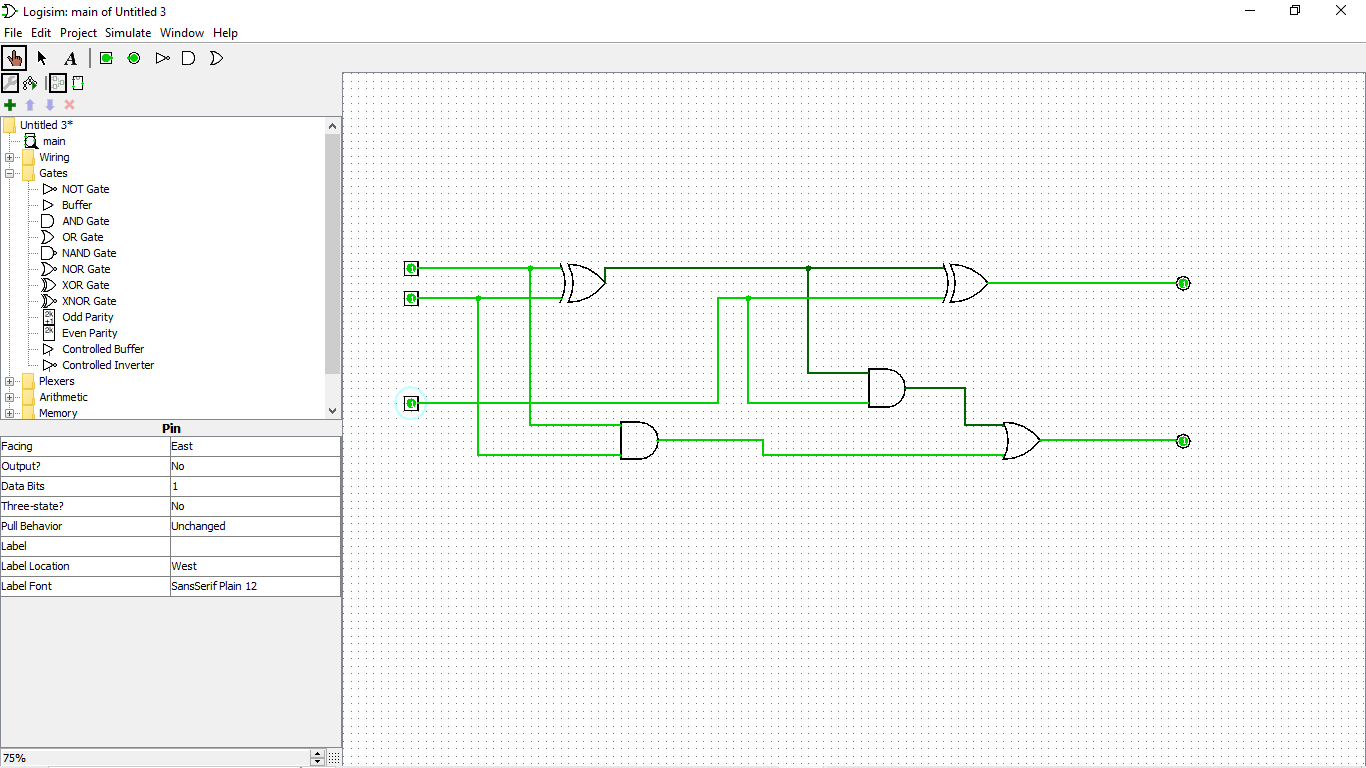 Logisim: main of Untitled 3
File Edit Project Simulate Window Help
A
Untitled 3*
main
Wiring
Gates
NOT Gate
Buffer
AND Gate
OR Gate
NAND Gate
NOR Gate
XOR Gate
XNOR Gate
Odd Parity
Even Parity
Controlled Buffer
Controlled Inverter
Plexers
Arithmetic
Memory
Pin
Facing East
Output? No
Data Bits 1
Three-state? No
Pull Behavior Unchanged
Label
Label Location West
Label Font SansSerif Plain 12
75%
1
1
1
1
1